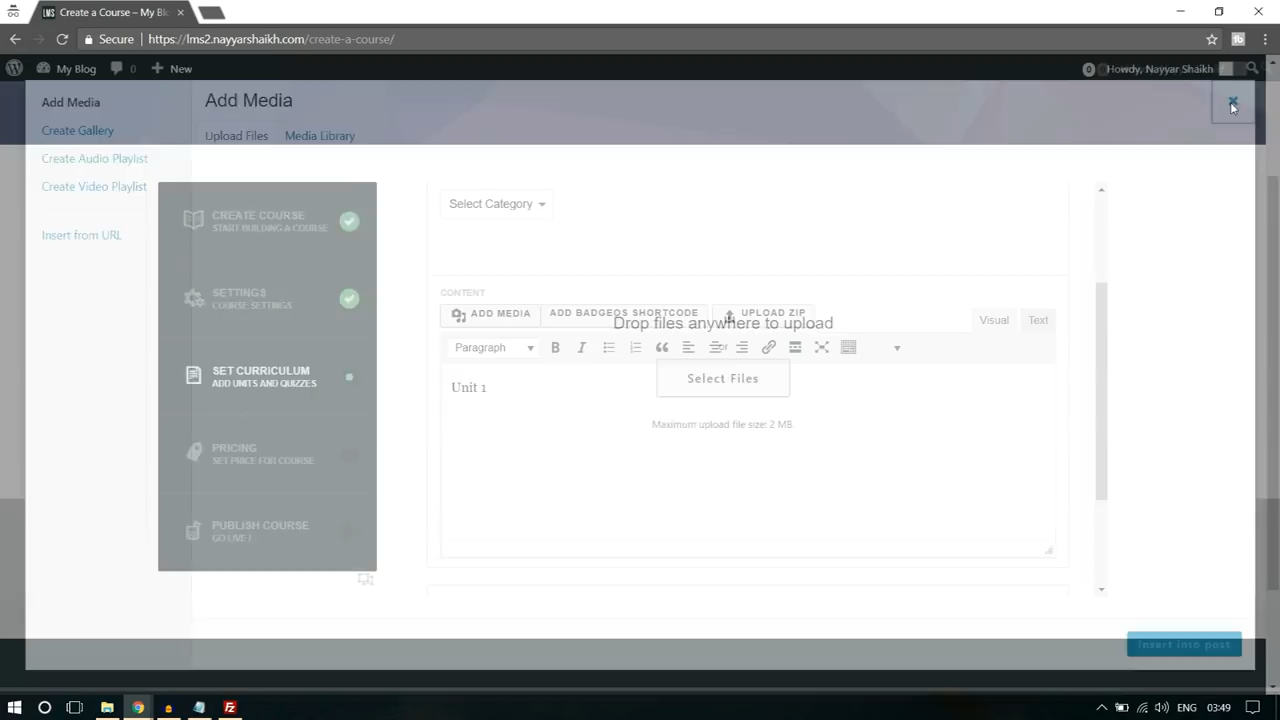 LMS Create a Course – My Bl
Secure https://lms2.nayyarshaikh.com/create-a-course/
My Blog 0 New 0 Howdy, Nayyar Shaikh
Add Media
Create Gallery
Create Audio Playlist
Create Video Playlist
Insert from URL
Add Media
Upload Files Media Library
CREATE COURSE
START BUILDING A COURSE
SETTINGS
COURSE SETTINGS
SET CURRICULUM
ADD UNITS AND QUIZZES
PRICING
SET PRICE FOR COURSE
PUBLISH COURSE
GO LIVE !
Select Category
CONTENT
ADD MEDIA ADD BADGEOS SHORTCODE UPLOAD ZIP
Visual Text
Drop files anywhere to upload
Paragraph
Select Files
Unit 1
Maximum upload file size: 2 MB.
Insert into post
ENG 03:49